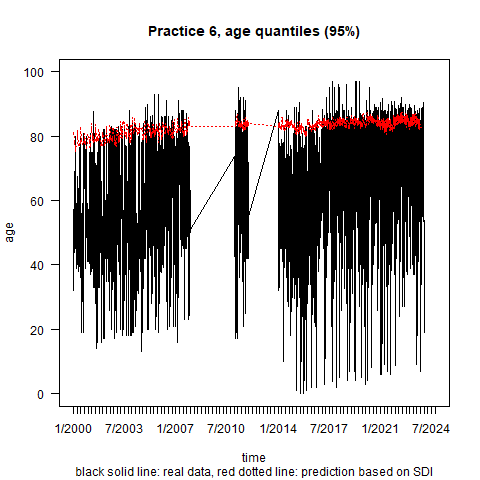 Practice 6, age quantiles (95%)
100
80
60
40
20
0
age
1/2000 7/2003 1/2007 7/2010 1/2014 7/2017 1/2021 7/2024
time
black solid line: real data, red dotted line: prediction based on SDI